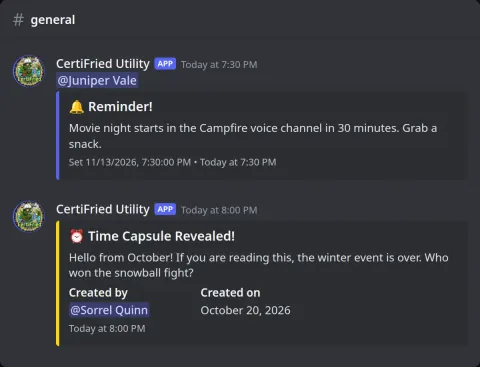 # general
CertiFried Utility APP Today at 7:30 PM
@Juniper Vale
🔔 Reminder!
Movie night starts in the Campfire voice channel in 30 minutes. Grab a
snack.
Set 11/13/2026, 7:30:00 PM • Today at 7:30 PM
CertiFried Utility APP Today at 8:00 PM
⏰ Time Capsule Revealed!
Hello from October! If you are reading this, the winter event is over. Who
won the snowball fight?
Created by Created on
@Sorrel Quinn October 20, 2026
Today at 8:00 PM